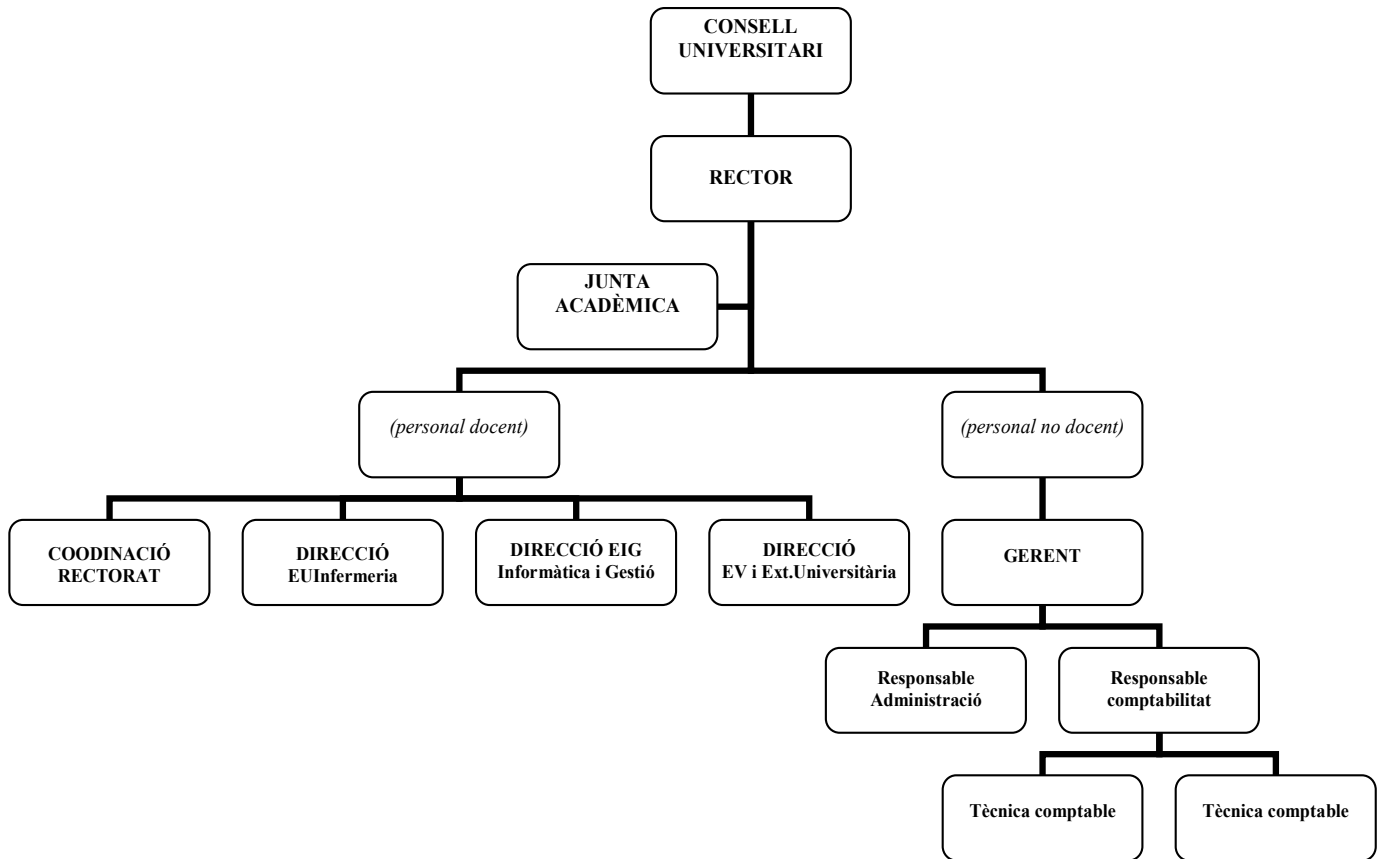 CONSELL
UNIVERSITARI
RECTOR
JUNTA
ACADÈMICA
(personal docent)
(personal no docent)
COODINACIÓ
RECTORAT
DIRECCIÓ
EUInfermeria
DIRECCIÓ EIG
Informàtica i Gestió
DIRECCIÓ
EV i Ext.Universitària
GERENT
Responsable
Administració
Responsable
comptabilitat
Tècnica comptable
Tècnica comptable